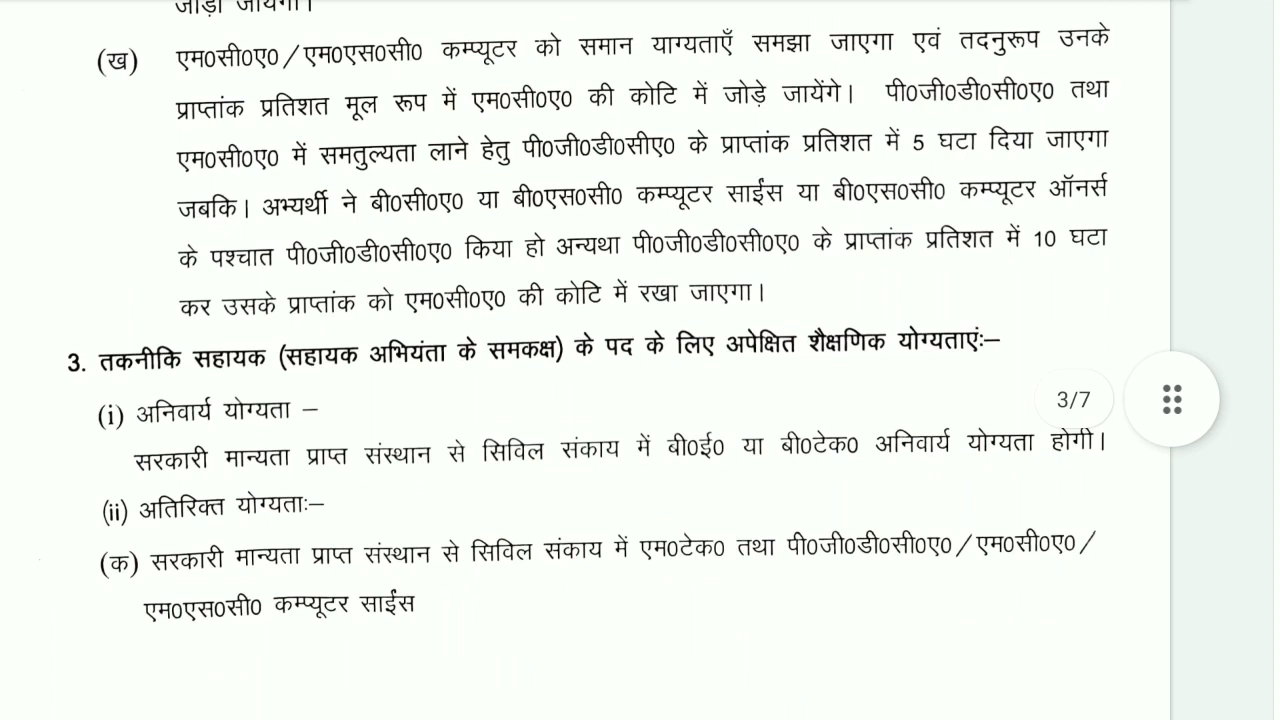 जोड़ा जायेगा।
(ख) एम0सी0ए0/एम0एस0सी0 कम्प्यूटर को समान याग्यताएँ समझा जाएगा एवं तदनुरूप उनके
प्राप्तांक प्रतिशत मूल रूप में एम0सी0ए0 की कोटि में जोड़े जायेंगे। पी0जी0डी0सी0ए0 तथा
एम0सी0ए0 में समतुल्यता लाने हेतु पी0जी0डी0सीए0 के प्राप्तांक प्रतिशत में 5 घटा दिया जाएगा
जबकि। अभ्यर्थी ने बी0सी0ए0 या बी0एस0सी0 कम्प्यूटर साईंस या बी0एस0सी0 कम्प्यूटर ऑनर्स
के पश्चात पी0जी0डी0सी0ए0 किया हो अन्यथा पी0जी0डी0सी0ए0 के प्राप्तांक प्रतिशत में 10 घटा
कर उसके प्राप्तांक को एम0सी0ए0 की कोटि में रखा जाएगा।
3. तकनीकि सहायक (सहायक अभियंता के समकक्ष) के पद के लिए अपेक्षित शैक्षणिक योग्यताएंः–
(i) अनिवार्य योग्यता –
3/7
सरकारी मान्यता प्राप्त संस्थान से सिविल संकाय में बी0ई0 या बी0टेक0 अनिवार्य योग्यता होगी।
(ii) अतिरिक्त योग्यताः–
(क) सरकारी मान्यता प्राप्त संस्थान से सिविल संकाय में एम0टेक0 तथा पी0जी0डी0सी0ए0/एम0सी0ए0/
एम0एस0सी0 कम्प्यूटर साईंस